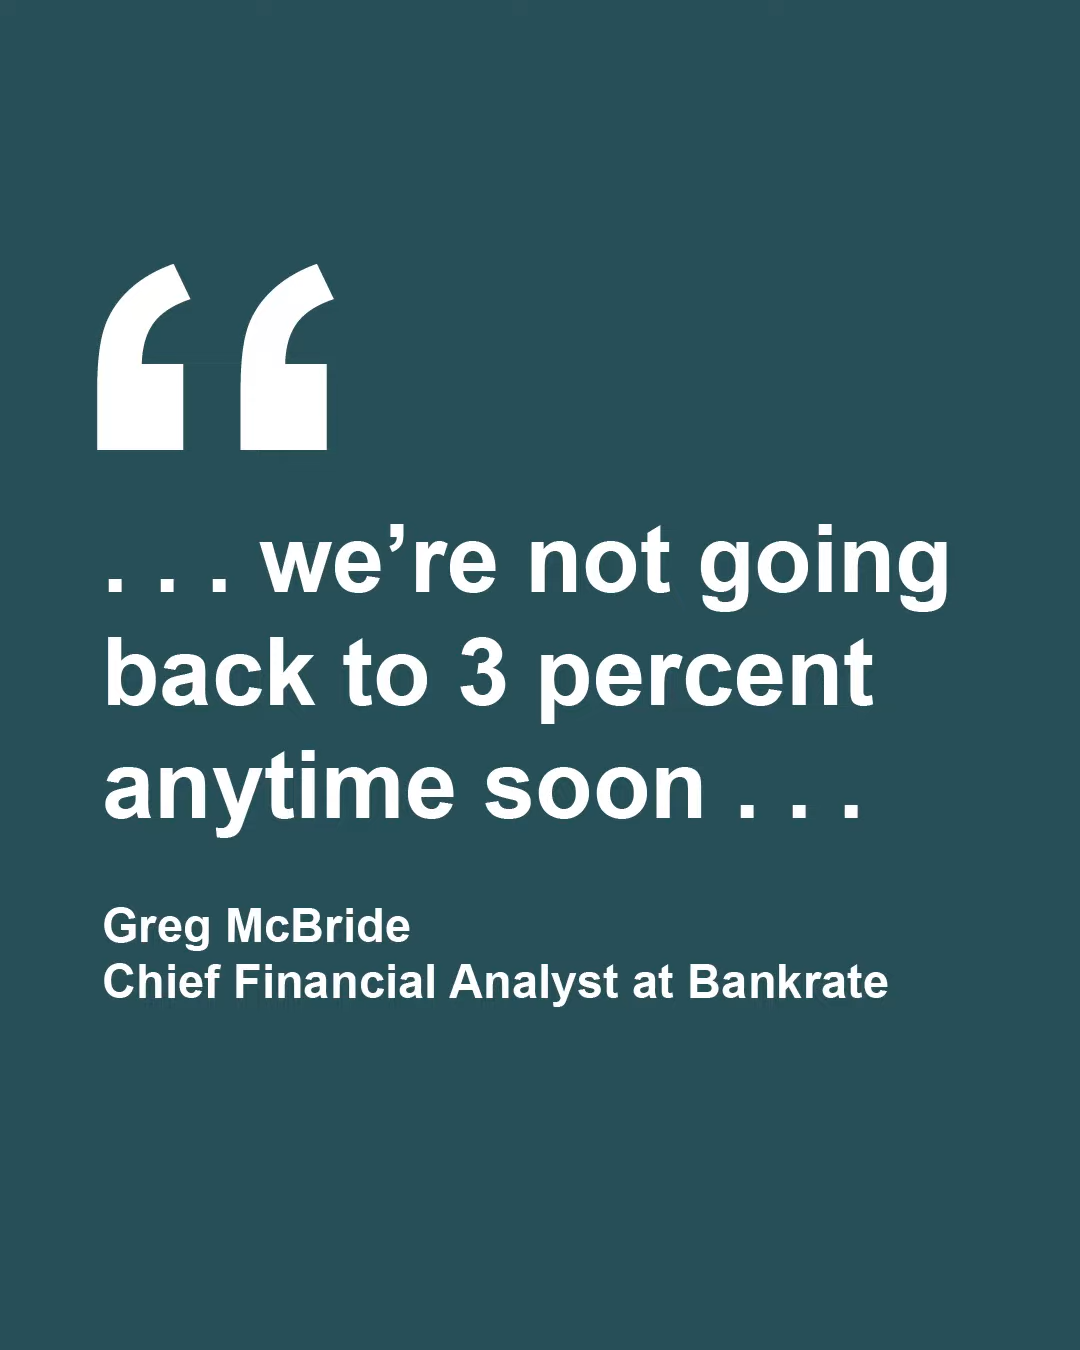 “
. . . we’re not going
back to 3 percent
anytime soon . . .
Greg McBride
Chief Financial Analyst at Bankrate